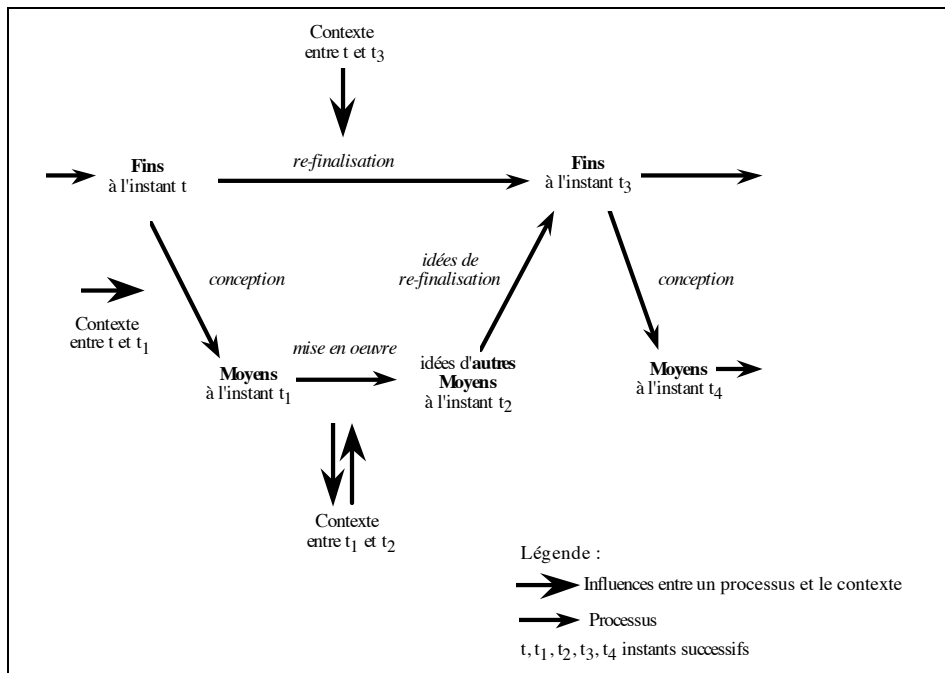 Contexte
entre t et t3
re-finalisation
Fins
à l'instant t
Fins
à l'instant t3
conception
idées de
re-finalisation
conception
Contexte
entre t et t1
mise en oeuvre
Moyens
à l'instant t1
idées d'autres
Moyens
à l'instant t2
Moyens
à l'instant t4
Contexte
entre t1 et t2
Légende :
Influences entre un processus et le contexte
Processus
t, t1, t2, t3, t4 instants successifs